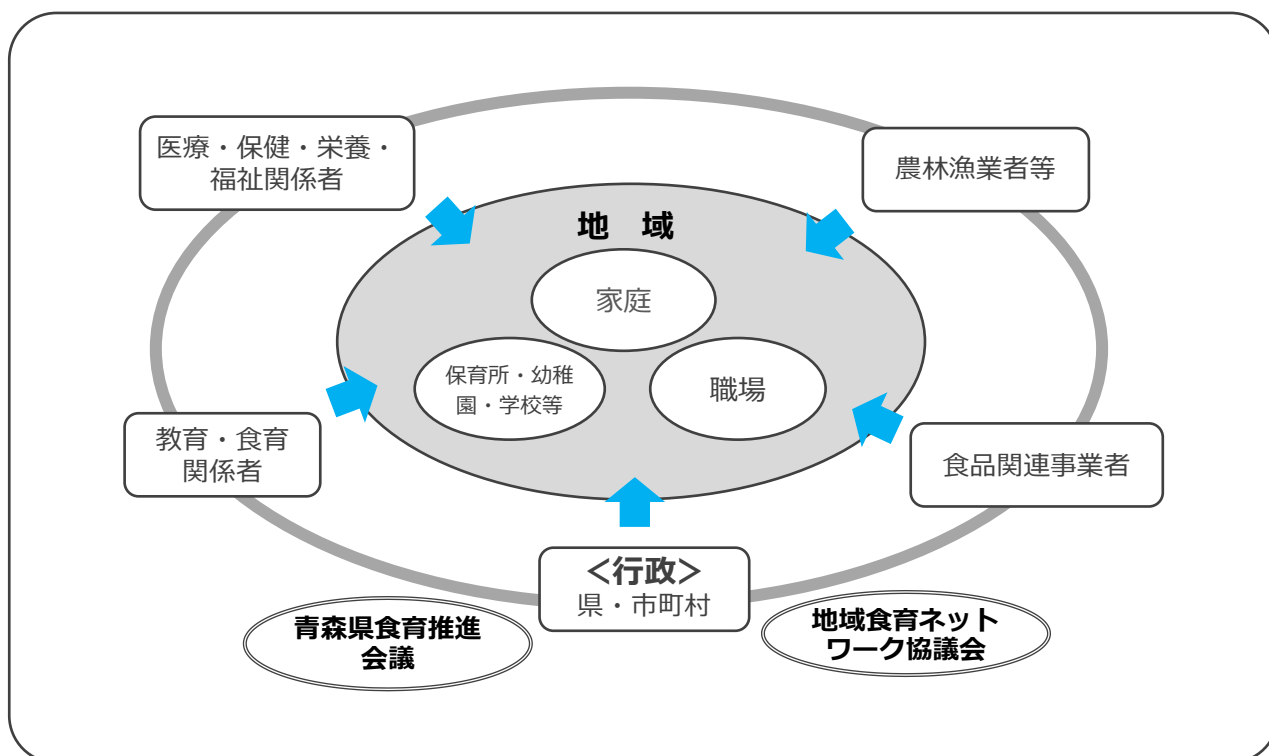 医療・保健・栄養・
福祉関係者
農林漁業者等
地 域
家庭
保育所・幼稚
園・学校等
職場
教育・食育
関係者
食品関連事業者
<行政>
県・市町村
青森県食育推進
会議
地域食育ネット
ワーク協議会